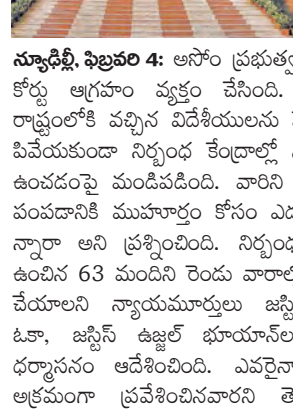 న్యూఢిల్లీ, ఫిబ్రవరి 4: అసోం ప్రభుత్వ
కోర్టు ఆగ్రహం వ్యక్తం చేసింది.
రాష్ట్రంలోకి వచ్చిన విదేశీయులను
పివేయకుండా నిర్బంధ కేంద్రాల్లో
ఉంచడంపై మండిపడింది. వారిని
పంపడానికి ముహూర్తం కోసం ఎద
న్నారా అని ప్రశ్నించింది. నిర్బంధ
ఉంచిన 63 మందిని రెండు వారాల
చేయాలని న్యాయమూర్తులు జస్టి
ఓకా, జస్టిస్ ఉజ్జల్ భూయాన్‌ల
ధర్మాసనం ఆదేశించింది. ఎవరైనా
అక్రమంగా ప్రవేశించినవారని తె